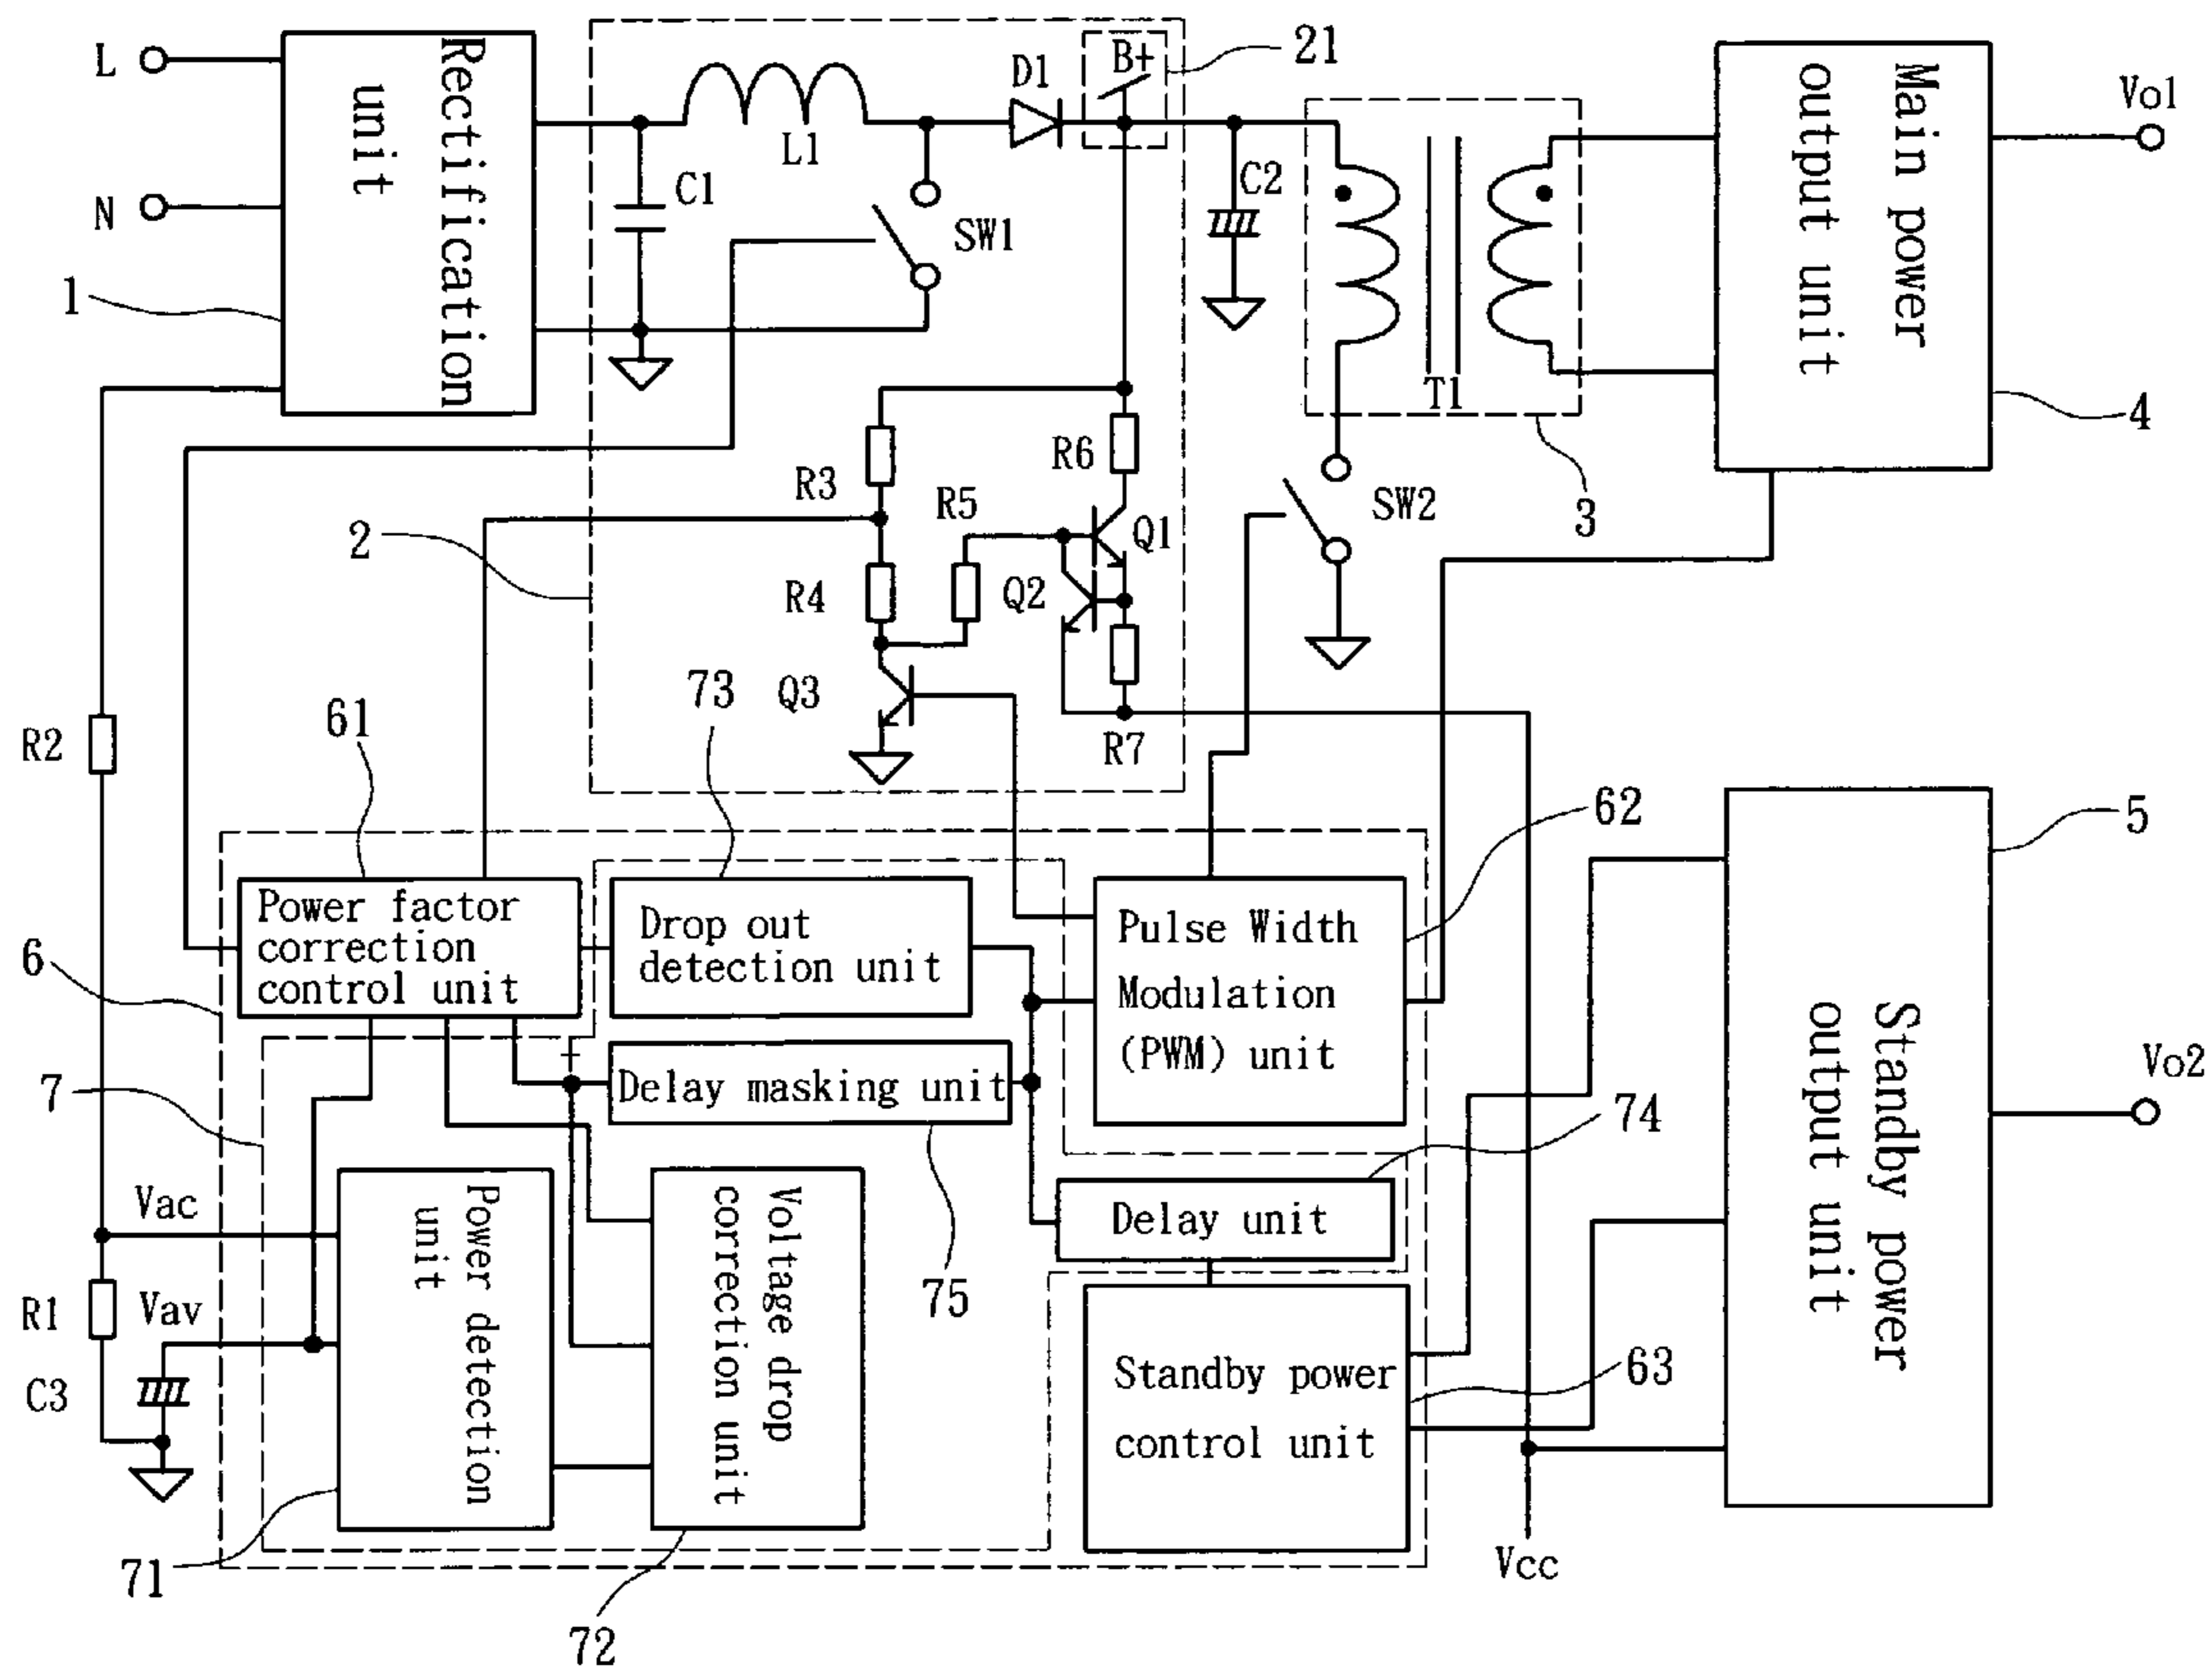 L
N
Rectification
unit
1
C1
L1
SW1
D1
B+
21
C2
T1
3
Main power
output unit
Vo1
4
2
R3
R4
R5
R6
Q1
Q2
Q3
R7
SW2
R2
61
73
62
5
6
Power factor
correction
control unit
Drop out
detection unit
Pulse Width
Modulation
(PWM) unit
Standby power
output unit
Vo2
7
Delay masking unit
75
74
Delay unit
Vac
Vav
R1
C3
Power detection
unit
Voltage drop
correction unit
Standby power
control unit
63
71
72
Vcc